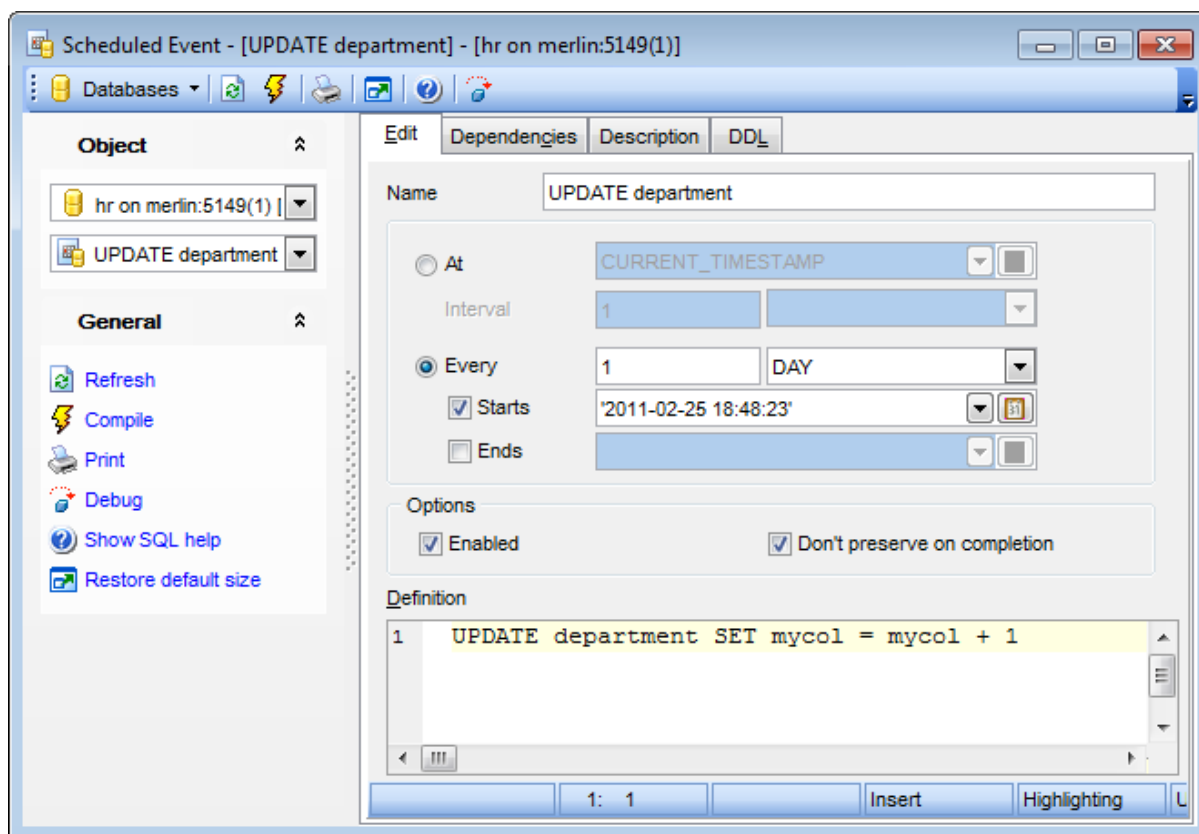 Scheduled Event - [UPDATE department] - [hr on merlin:5149(1)]
Databases
Object
hr on merlin:5149(1) |
UPDATE department
General
Refresh
Compile
Print
Debug
Show SQL help
Restore default size
Edit Dependencies Description DDL
Name UPDATE department
At CURRENT_TIMESTAMP
Interval 1
Every 1 DAY
Starts '2011-02-25 18:48:23'
Ends
Options
Enabled Don't preserve on completion
Definition
1 UPDATE department SET mycol = mycol + 1
1: 1 Insert Highlighting